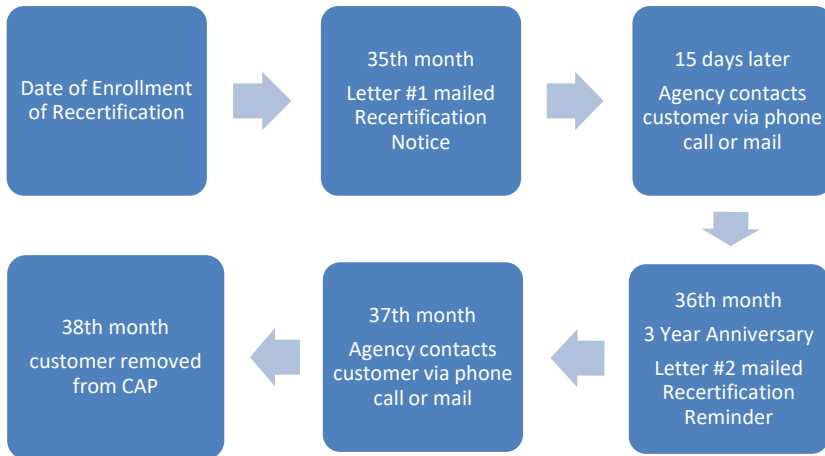 Date of Enrollment
of Recertification
35th month
Letter #1 mailed
Recertification
Notice
15 days later
Agency contacts
customer via phone
call or mail
36th month
3 Year Anniversary
Letter #2 mailed
Recertification
Reminder
37th month
Agency contacts
customer via phone
call or mail
38th month
customer removed
from CAP